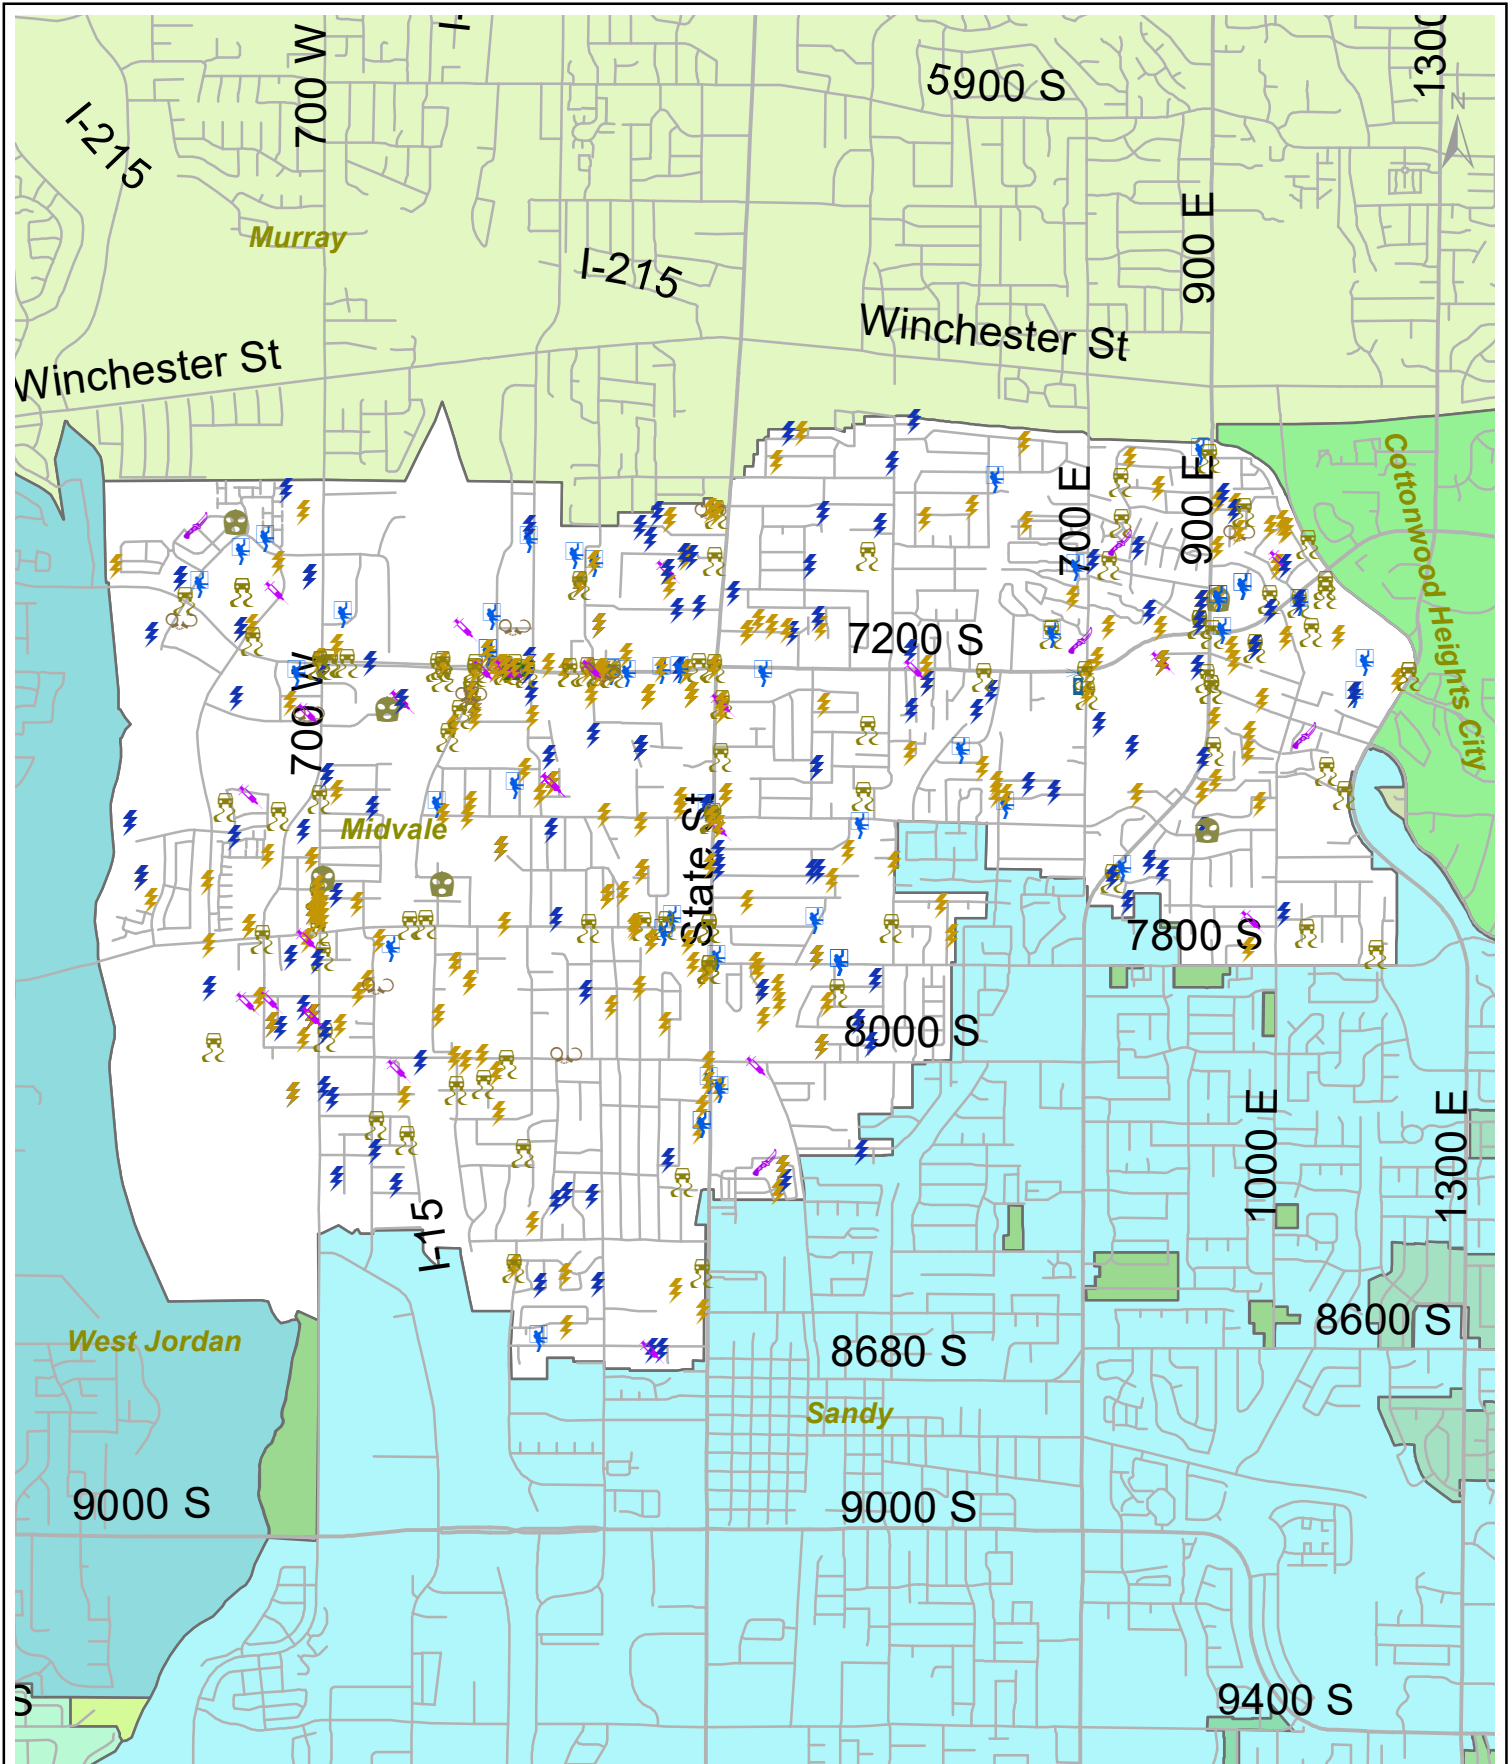 I-
700 W
1300
5900 S
I-215
N
900 E
Murray
I-215
Winchester St
Winchester St
Cottonwood Heights City
700 E
900 E
7200 S
700 W
Midvale
State St
7800 S
8000 S
1000 E
1300 E
I-15
8600 S
West Jordan
8680 S
Sandy
9000 S
9000 S
S
9400 S